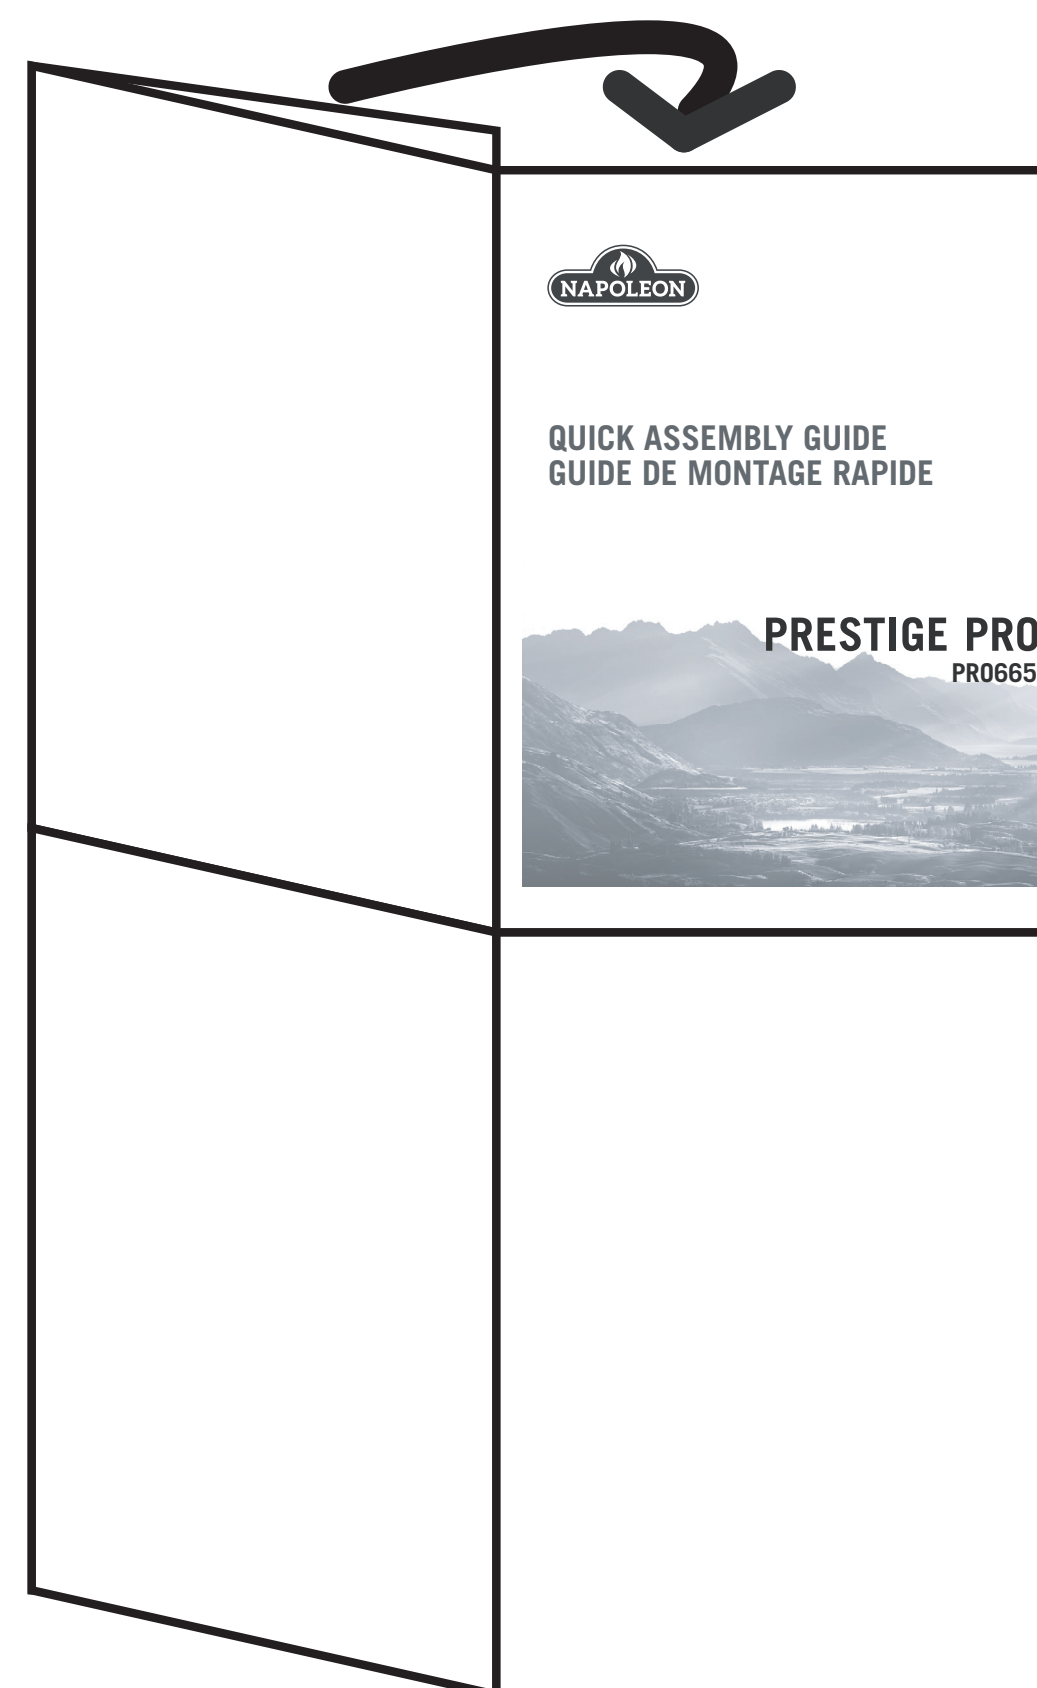 NAPOLEON
QUICK ASSEMBLY GUIDE
GUIDE DE MONTAGE RAPIDE
PRESTIGE PRO
PRO665